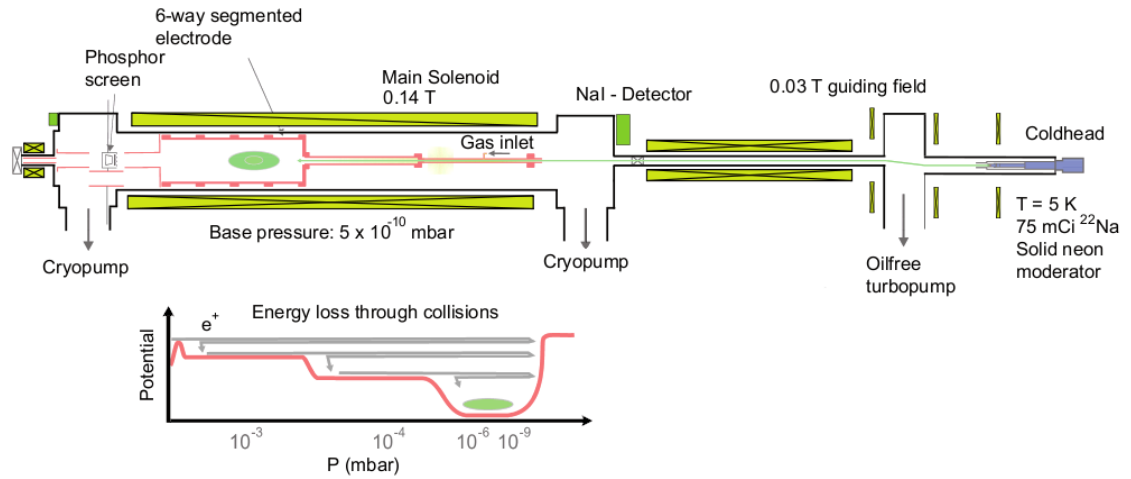 6-way segmented
electrode
Phosphor
screen
Main Solenoid
0.14 T
NaI - Detector
0.03 T guiding field
Coldhead
Gas inlet
Base pressure: 5 x 10⁻¹⁰ mbar
Cryopump
Cryopump
Oilfree
turbopump
T = 5 K
75 mCi ²²Na
Solid neon
moderator
Energy loss through collisions
e⁺
Potential
10⁻³ 10⁻⁴ 10⁻⁶ 10⁻⁹
P (mbar)